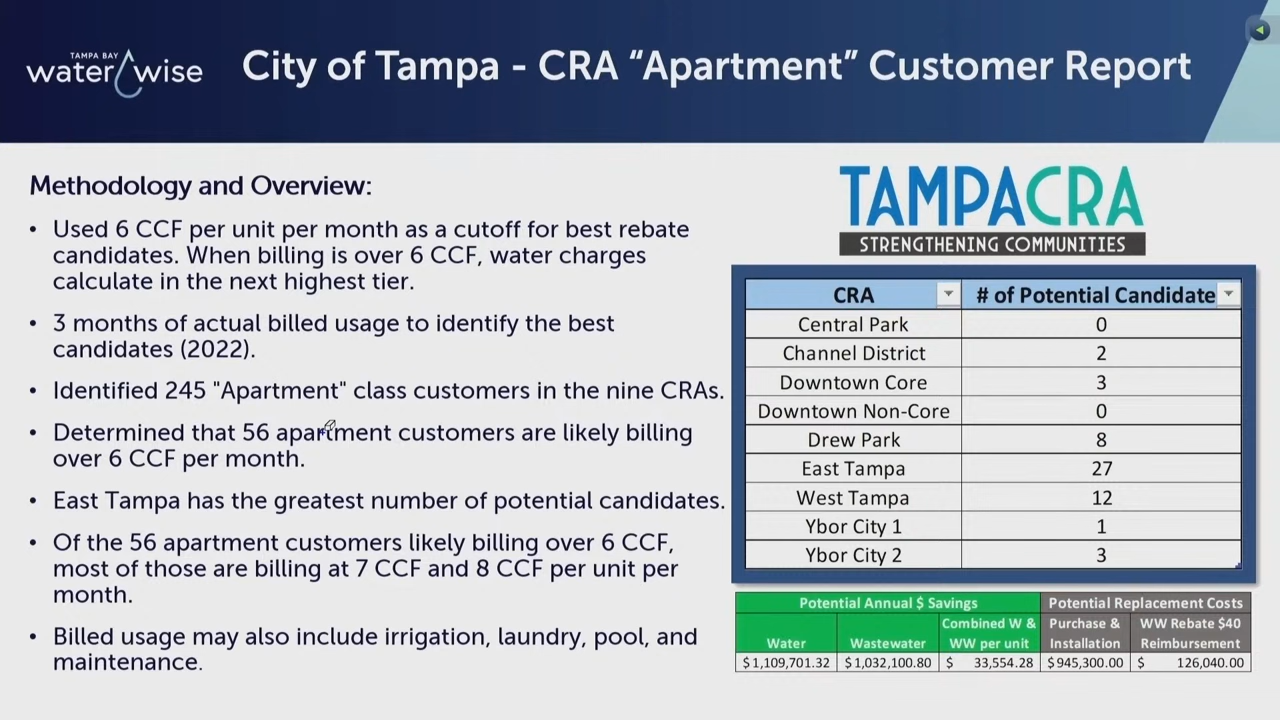 TAMPA BAY
water wise
City of Tampa - CRA “Apartment” Customer Report
Methodology and Overview:
• Used 6 CCF per unit per month as a cutoff for best rebate
candidates. When billing is over 6 CCF, water charges
calculate in the next highest tier.
• 3 months of actual billed usage to identify the best
candidates (2022).
• Identified 245 "Apartment" class customers in the nine CRAs.
• Determined that 56 apartment customers are likely billing
over 6 CCF per month.
• East Tampa has the greatest number of potential candidates.
• Of the 56 apartment customers likely billing over 6 CCF,
most of those are billing at 7 CCF and 8 CCF per unit per
month.
• Billed usage may also include irrigation, laundry, pool, and
maintenance.
TAMPACRA
STRENGTHENING COMMUNITIES
CRA # of Potential Candidate
Central Park 0
Channel District 2
Downtown Core 3
Downtown Non-Core 0
Drew Park 8
East Tampa 27
West Tampa 12
Ybor City 1 1
Ybor City 2 3
Potential Annual $ Savings Potential Replacement Costs
Combined W & Purchase & WW Rebate $40
Water Wastewater WW per unit Installation Reimbursement
$ 1,109,701.32 $ 1,032,100.80 $ 33,554.28 $ 945,300.00 $ 126,040.00